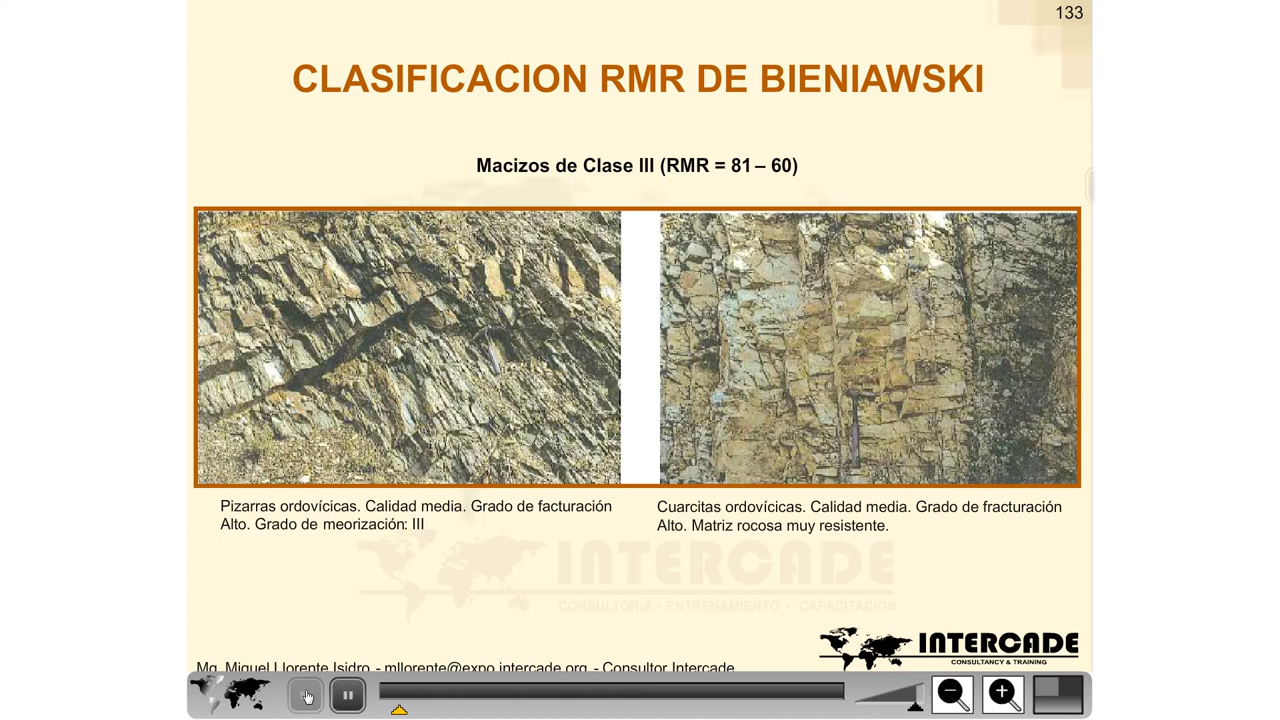 133
CLASIFICACION RMR DE BIENIAWSKI
Macizos de Clase III (RMR = 81 – 60)
Pizarras ordovícicas. Calidad media. Grado de facturación
Alto. Grado de meorización: III
Cuarcitas ordovícicas. Calidad media. Grado de fracturación
Alto. Matriz rocosa muy resistente.
INTERCADE
CONSULTORIA • ENTRENAMIENTO • CAPACITACION
INTERCADE
CONSULTANCY & TRAINING
Mg. Miguel Llorente Isidro - mllorente@expo.intercade.org - Consultor Intercade